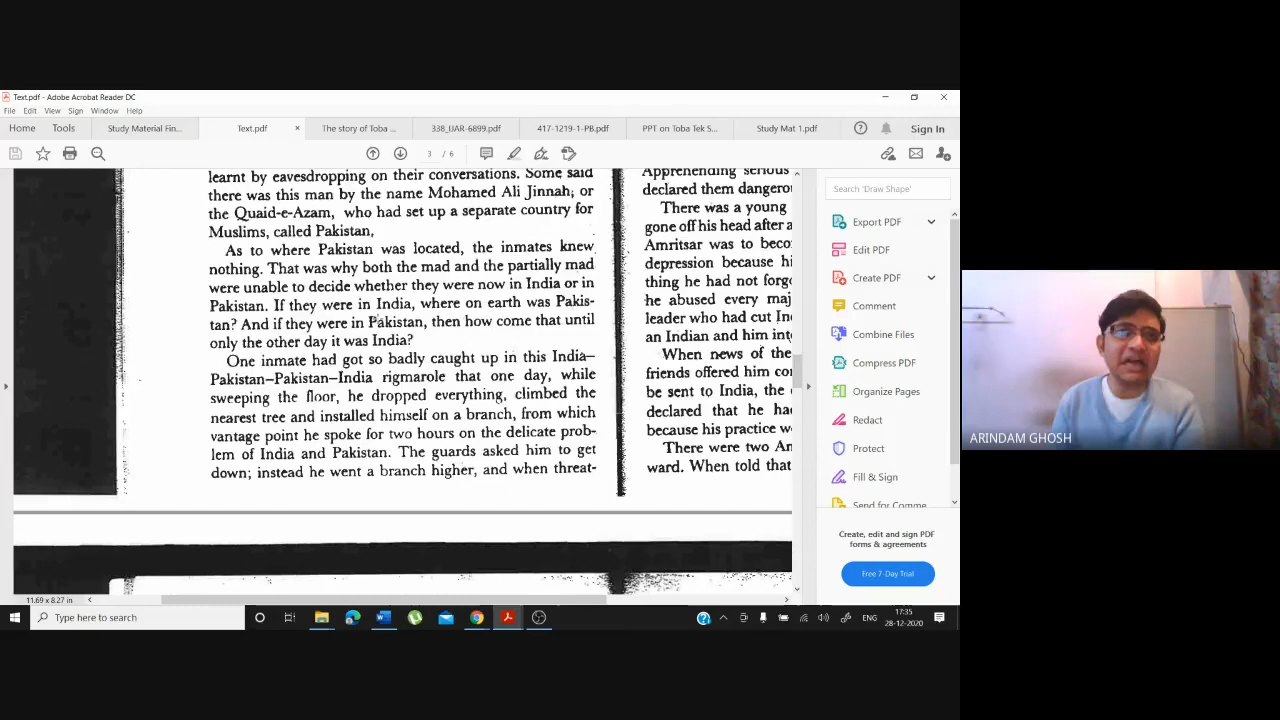 Text.pdf - Adobe Acrobat Reader DC
File Edit View Sign Window Help
Home Tools Study Material Fin... Text.pdf × The story of Toba ... 338_IJAR-6899.pdf 417-1219-1-PB.pdf PPT on Toba Tek S... Study Mat 1.pdf Sign In
3 / 6
learnt by eavesdropping on their conversations. Some said
there was this man by the name Mohamed Ali Jinnah, or
the Quaid-e-Azam, who had set up a separate country for
Muslims, called Pakistan,
As to where Pakistan was located, the inmates knew
nothing. That was why both the mad and the partially mad
were unable to decide whether they were now in India or in
Pakistan. If they were in India, where on earth was Pakis-
tan? And if they were in Pakistan, then how come that until
only the other day it was India?
One inmate had got so badly caught up in this India–
Pakistan–Pakistan–India rigmarole that one day, while
sweeping the floor, he dropped everything, climbed the
nearest tree and installed himself on a branch, from which
vantage point he spoke for two hours on the delicate prob-
lem of India and Pakistan. The guards asked him to get
down; instead he went a branch higher, and when threat-
Apprehending serious
declared them dangero
There was a young
gone off his head after a
Amritsar was to beco
depression because hi
thing he had not forg
he abused every maj
leader who had cut In
an Indian and him int
When news of the
friends offered him co
be sent to India, the
declared that he ha
because his practice w
There were two An
ward. When told that
Search 'Draw Shape'
Export PDF
Edit PDF
Create PDF
Comment
Combine Files
Compress PDF
Organize Pages
Redact
Protect
Fill & Sign
Send for Comme
Create, edit and sign PDF
forms & agreements
Free 7-Day Trial
11.69 x 8.27 in
ARINDAM GHOSH
Type here to search
ENG
17:35
28-12-2020